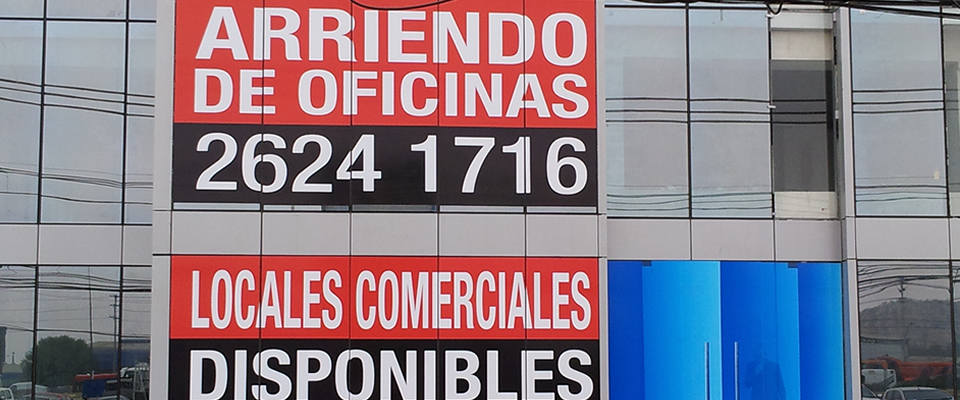 ARRIENDO
DE OFICINAS
2624 1716
LOCALES COMERCIALES
DISPONIBLES